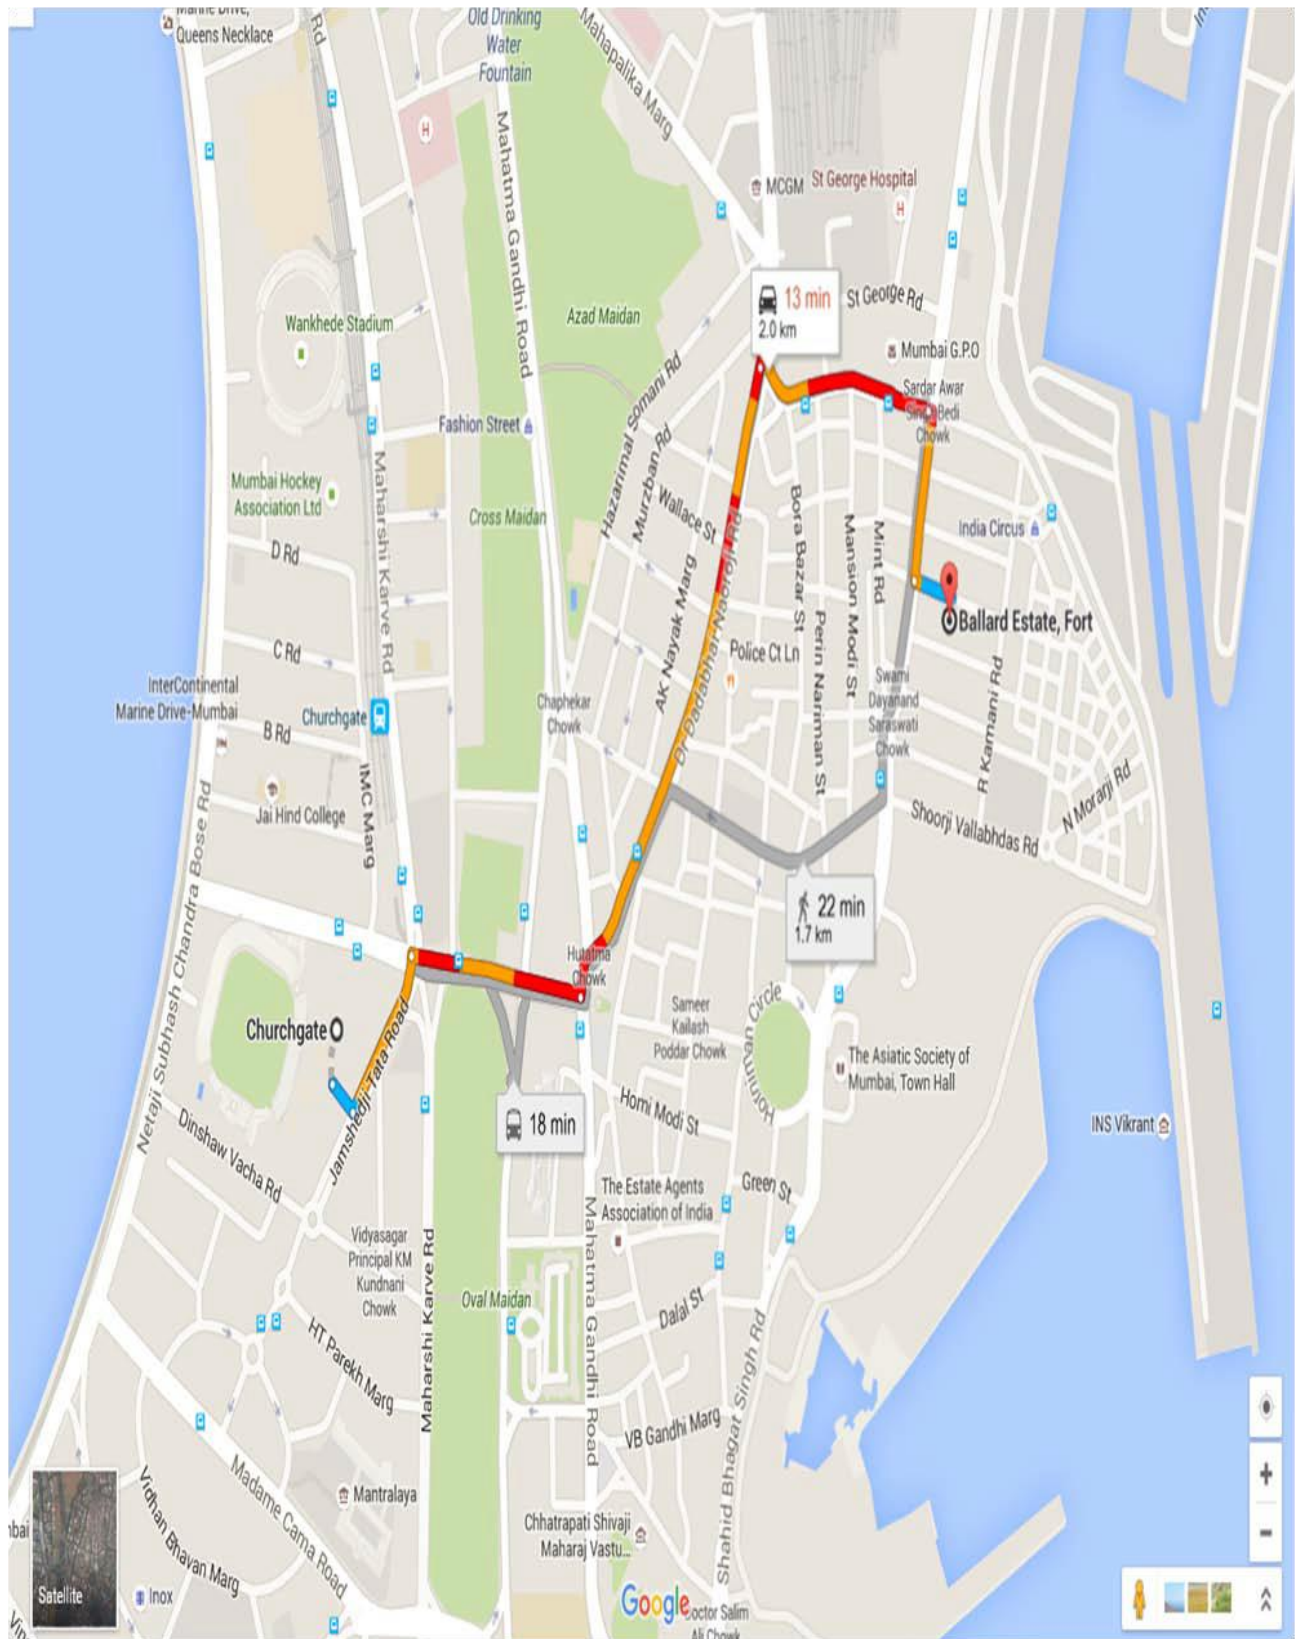 Marine Drive,
Queens Necklace
Rd
Old Drinking
Water
Fountain
Mahapalika Marg
Mahatma Gandhi Road
H
MCGM
St George Hospital
H
13 min
2.0 km
St George Rd
Azad Maidan
Wankhede Stadium
Mumbai G.P.O
Sardar Awar
Singh Bedi
Chowk
Fashion Street
Hazarimal Somani Rd
Murzban Rd
Maharshi Karve Rd
Mumbai Hockey
Association Ltd
Cross Maidan
Wallace St
Dr Dadabhai Naoroji Rd
Bora Bazar St
Mansion Modi St
Mint Rd
India Circus
D Rd
AK Nayak Marg
Ballard Estate, Fort
Perin Nariman St
Police Ct Ln
C Rd
InterContinental
Marine Drive-Mumbai
Churchgate
Chaphekar
Chowk
Swami
Dayanand
Saraswati
Chowk
R Kamani Rd
B Rd
IMC Marg
Jai Hind College
Shoorji Vallabhdas Rd
N Morarji Rd
Netaji Subhash Chandra Bose Rd
22 min
1.7 km
Hutatma
Chowk
Sameer
Kailash
Poddar Chowk
Horniman Circle
Churchgate
Jamshedji Tata Road
The Asiatic Society of
Mumbai, Town Hall
18 min
Homi Modi St
INS Vikrant
Dinshaw Vacha Rd
The Estate Agents
Association of India
Green St
Vidyasagar
Principal KM
Kundnani
Chowk
Maharshi Karve Rd
Mahatma Gandhi Road
Oval Maidan
Dalal St
HT Parekh Marg
VB Gandhi Marg
Shahid Bhagat Singh Rd
Madame Cama Road
Mantralaya
Vidhan Bhavan Marg
Chhatrapati Shivaji
Maharaj Vastu...
Satellite
Inox
Google
octor Salim
Ali Chowk
+
−